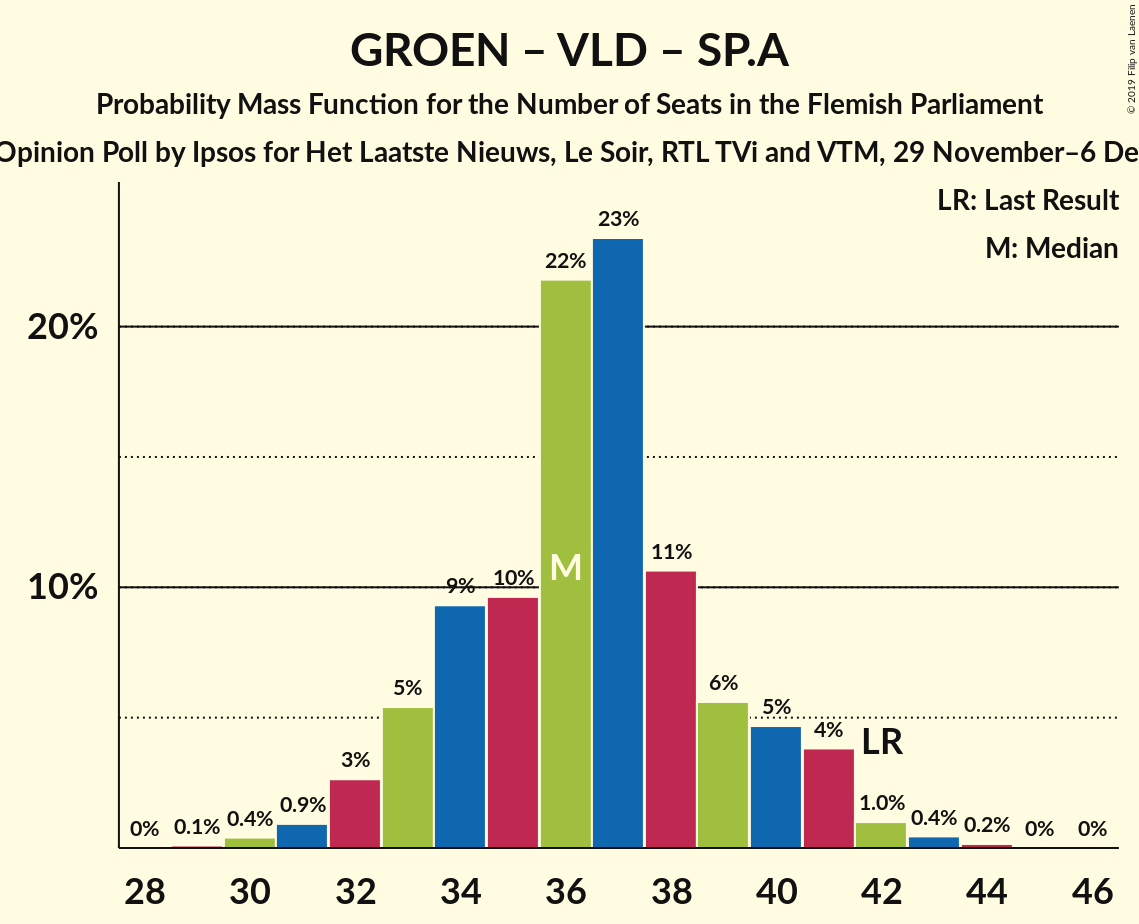 GROEN – VLD – SP.A
Probability Mass Function for the Number of Seats in the Flemish Parliament
Opinion Poll by Ipsos for Het Laatste Nieuws, Le Soir, RTL TVi and VTM, 29 November–6 De
© 2019 Filip van Laenen
LR: Last Result
M: Median
23%
22%
20%
11%
10%
9%
10%
M
6%
5%
5%
4%
LR
3%
0%
0.1%
0.4%
0.9%
1.0%
0.4%
0.2%
0%
0%
28 30 32 34 36 38 40 42 44 46